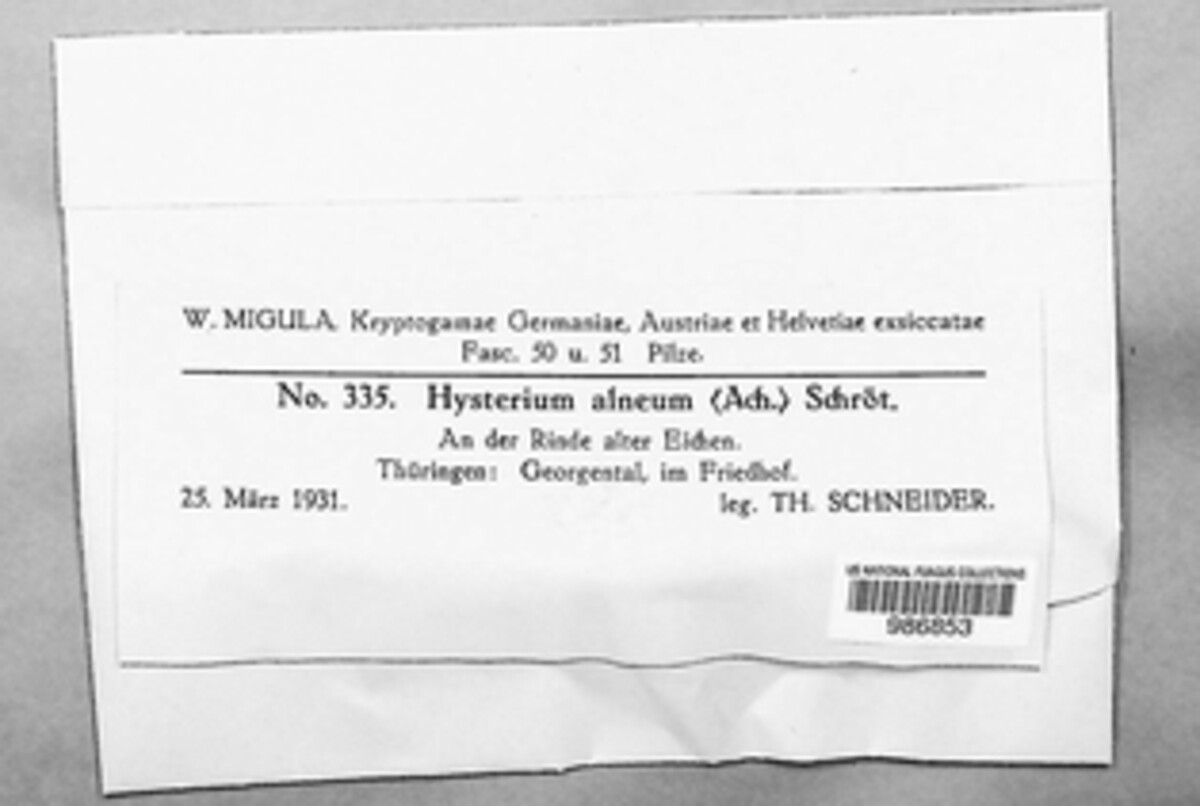 W. MIGULA, Kryptogamae Germaniae, Austriae et Helvetiae exsiccatae
Fasc. 50 u. 51 Pilze.
No. 335. Hysterium alneum (Ach.) Schröt.
An der Rinde alter Eichen.
Thüringen: Georgental, im Friedhof.
25. März 1931. leg. TH. SCHNEIDER.
US NATIONAL FUNGUS COLLECTIONS
986853